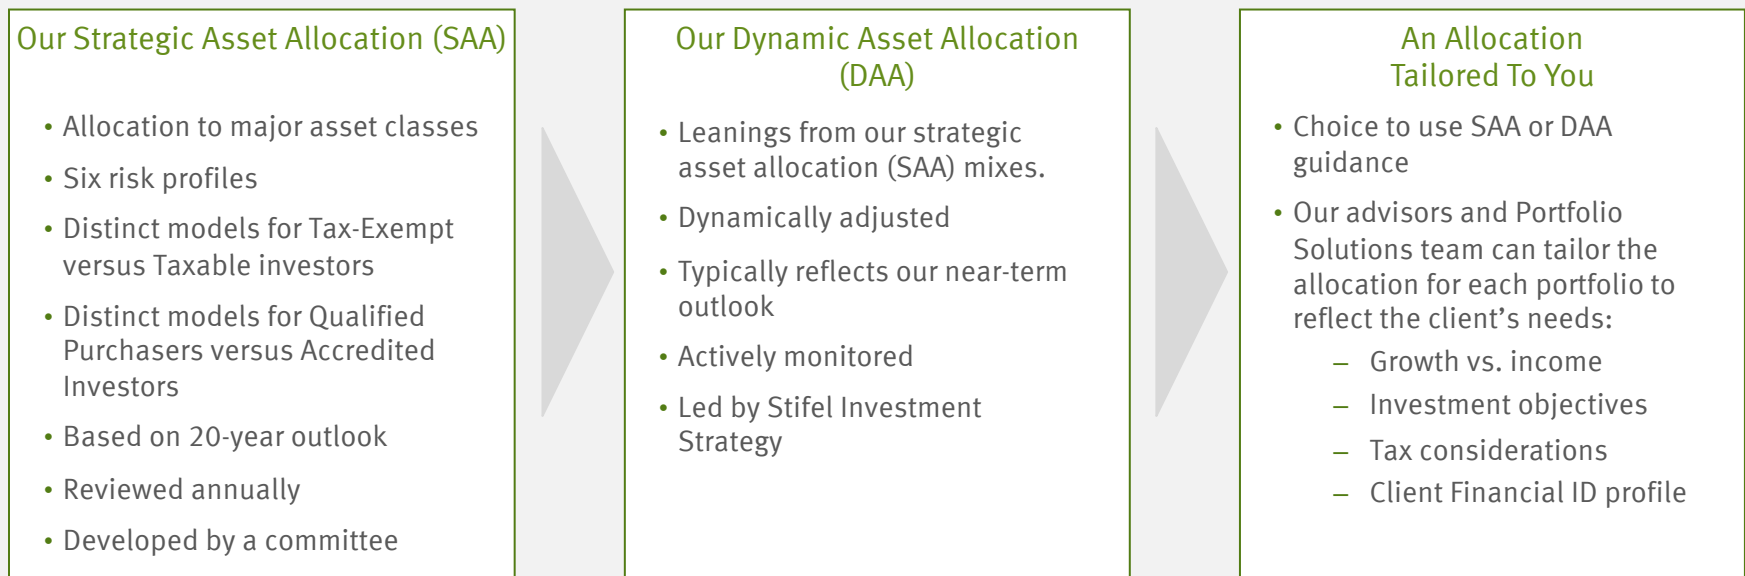 Our Strategic Asset Allocation (SAA)
• Allocation to major asset classes
• Six risk profiles
• Distinct models for Tax-Exempt
versus Taxable investors
• Distinct models for Qualified
Purchasers versus Accredited
Investors
• Based on 20-year outlook
• Reviewed annually
• Developed by a committee
Our Dynamic Asset Allocation
(DAA)
• Leanings from our strategic
asset allocation (SAA) mixes.
• Dynamically adjusted
• Typically reflects our near-term
outlook
• Actively monitored
• Led by Stifel Investment
Strategy
An Allocation
Tailored To You
• Choice to use SAA or DAA
guidance
• Our advisors and Portfolio
Solutions team can tailor the
allocation for each portfolio to
reflect the client’s needs:
– Growth vs. income
– Investment objectives
– Tax considerations
– Client Financial ID profile